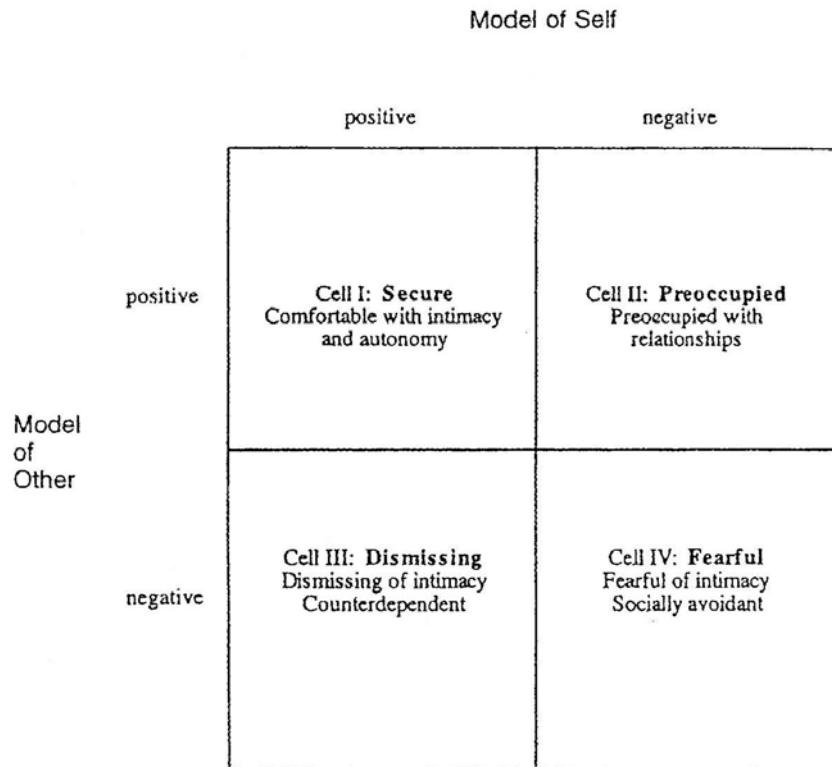 Model of Self
positive
negative
positive
Cell I: Secure
Comfortable with intimacy
and autonomy
Cell II: Preoccupied
Preoccupied with
relationships
Model
of
Other
negative
Cell III: Dismissing
Dismissing of intimacy
Counterdependent
Cell IV: Fearful
Fearful of intimacy
Socially avoidant